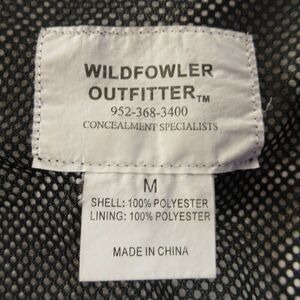 WILDFOWLER
OUTFITTER™
952-368-3400
CONCEALMENT SPECIALISTS
M
SHELL: 100% POLYESTER
LINING: 100% POLYESTER
MADE IN CHINA